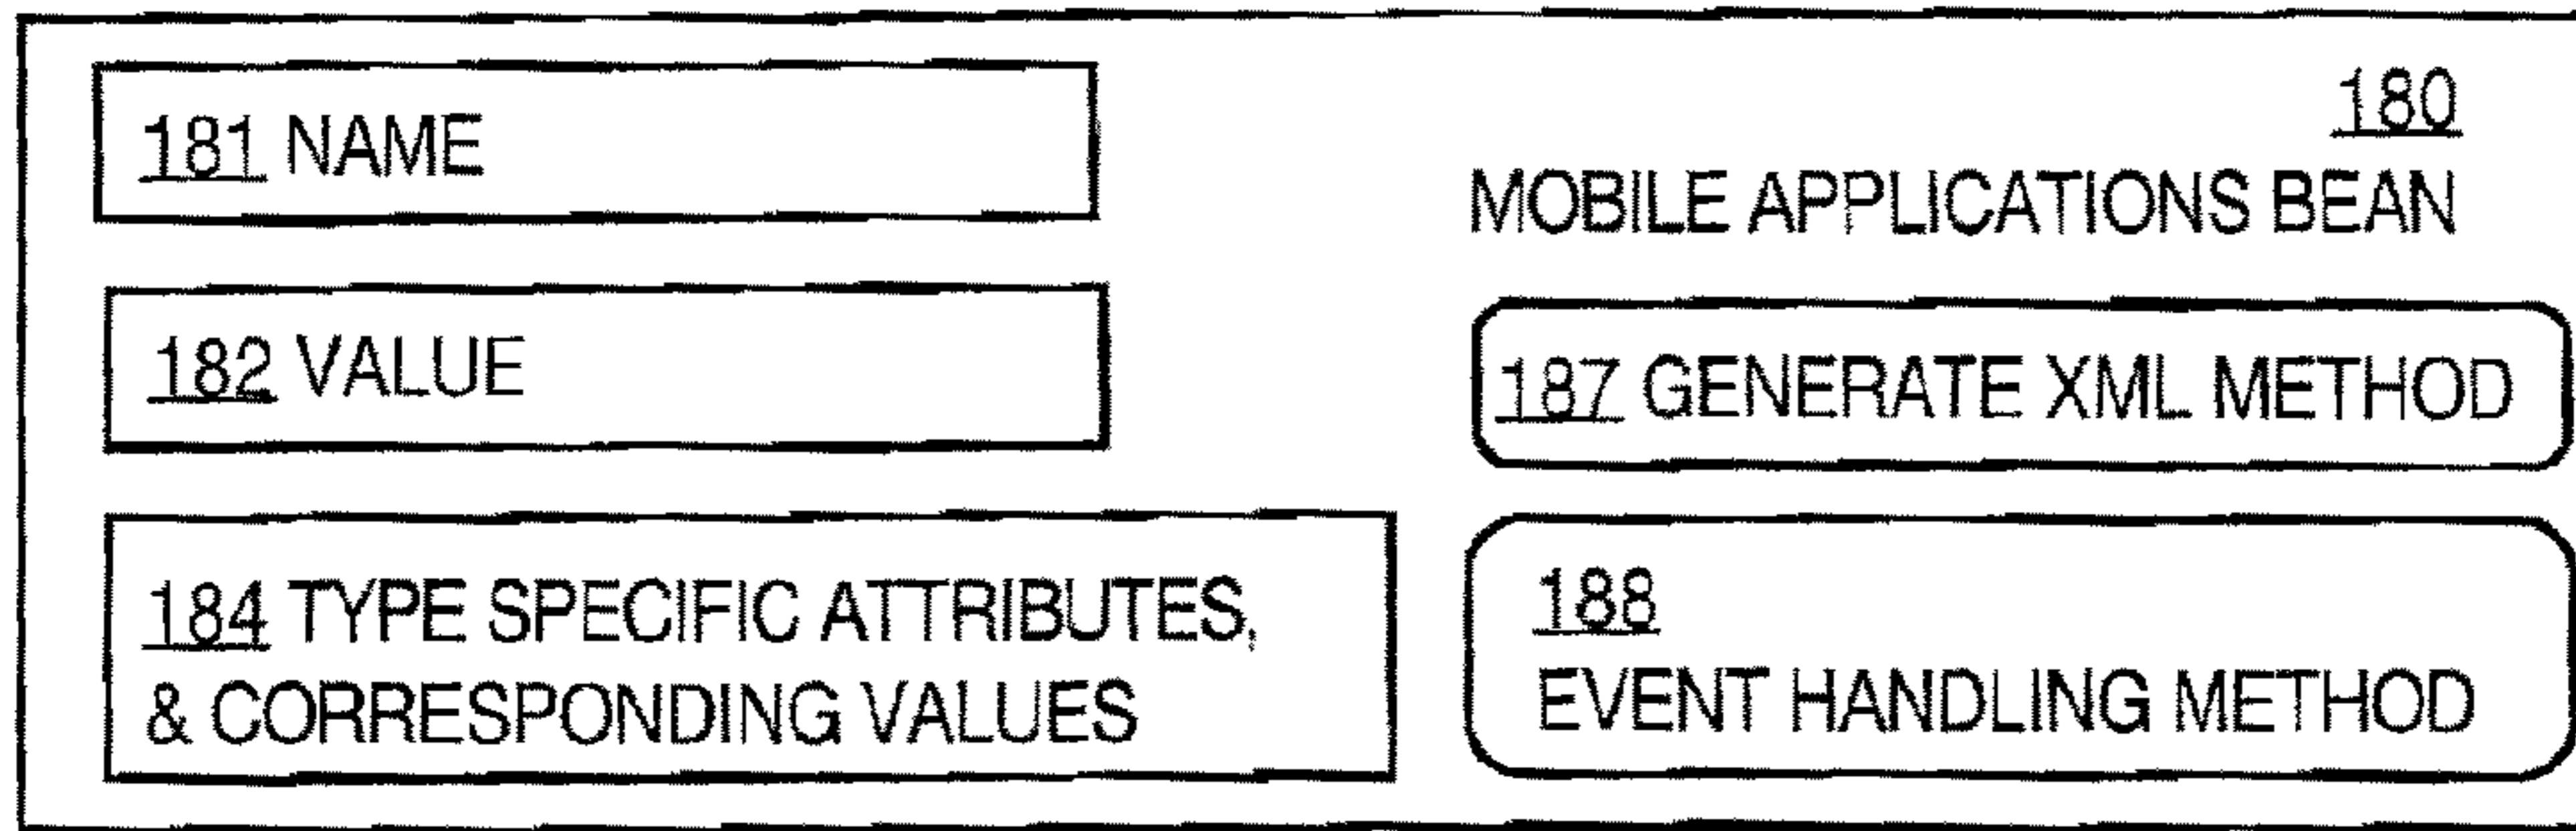 181 NAME
182 VALUE
184 TYPE SPECIFIC ATTRIBUTES,
& CORRESPONDING VALUES
180
MOBILE APPLICATIONS BEAN
187 GENERATE XML METHOD
188
EVENT HANDLING METHOD